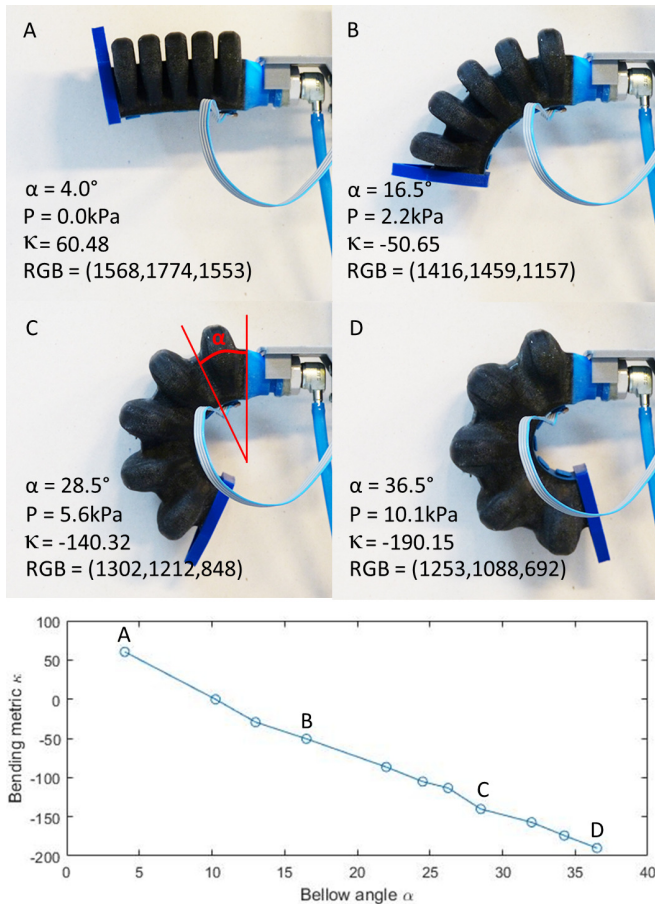 A
α = 4.0°
P = 0.0kPa
κ = 60.48
RGB = (1568,1774,1553)
B
α = 16.5°
P = 2.2kPa
κ = -50.65
RGB = (1416,1459,1157)
C
α
α = 28.5°
P = 5.6kPa
κ = -140.32
RGB = (1302,1212,848)
D
α = 36.5°
P = 10.1kPa
κ = -190.15
RGB = (1253,1088,692)
100
50
0
-50
-100
-150
-200
Bending metric κ
A
B
C
D
0 5 10 15 20 25 30 35 40
Bellow angle α